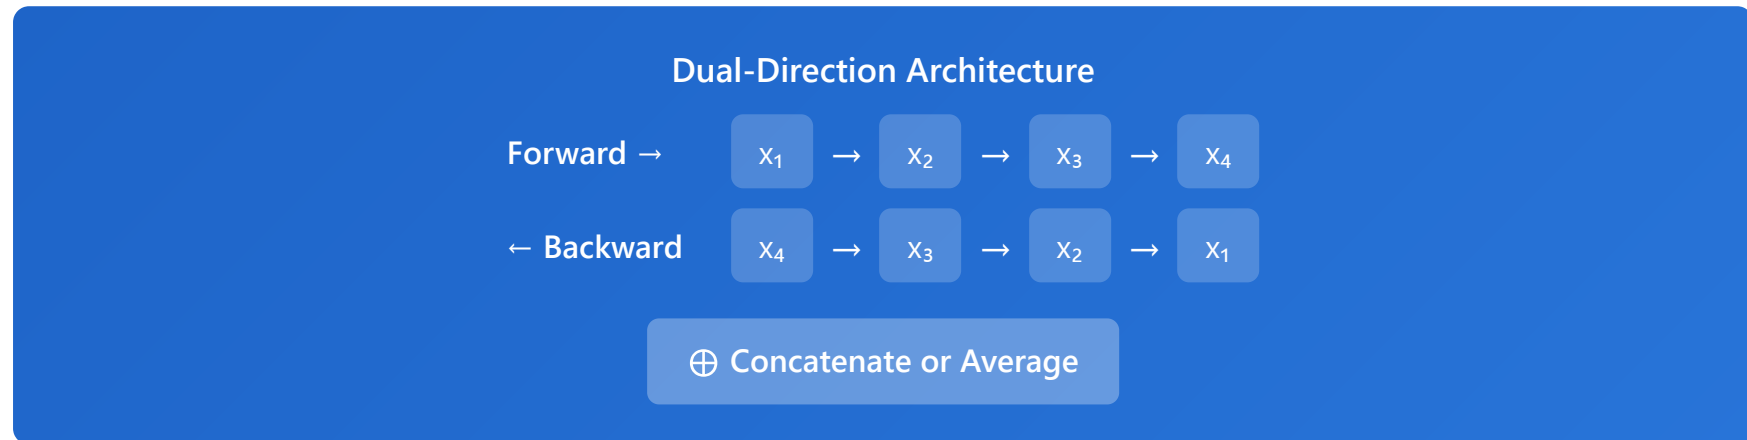 Dual-Direction Architecture
Forward → x₁ → x₂ → x₃ → x₄
← Backward x₄ → x₃ → x₂ → x₁
⊕ Concatenate or Average